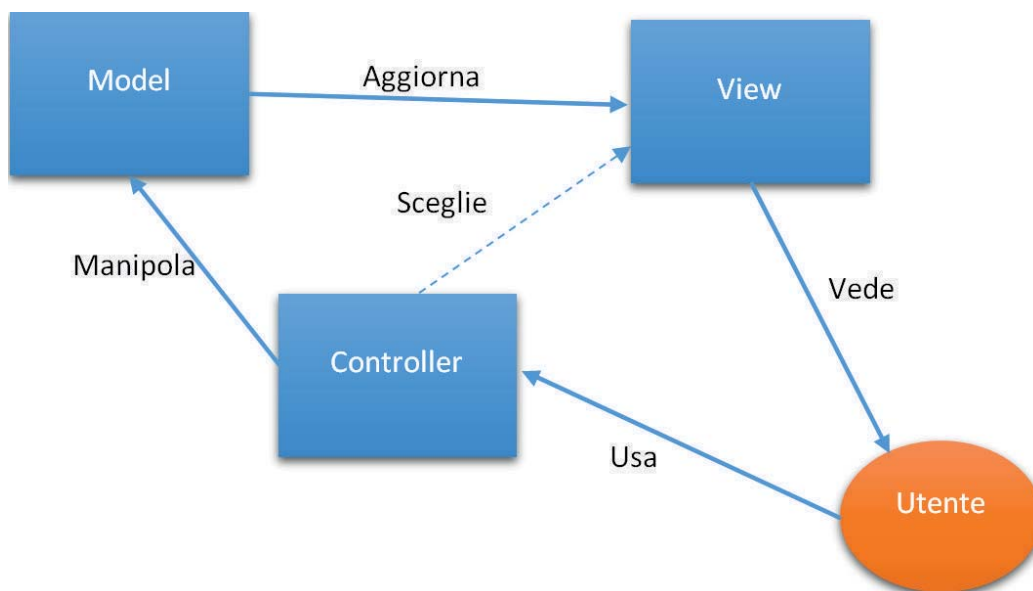 Model
Aggiorna
View
Sceglie
Manipola
Vede
Controller
Usa
Utente